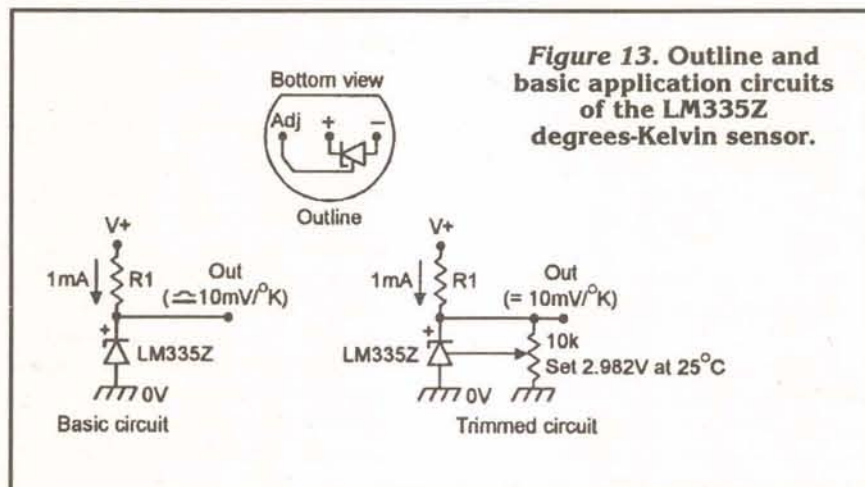 Figure 13. Outline and
basic application circuits
of the LM335Z
degrees-Kelvin sensor.
Bottom view
Adj + −
Outline
V+
1mA R1
Out
(≏10mV/°K)
+
LM335Z
0V
Basic circuit
V+
1mA R1
Out
(= 10mV/°K)
+
LM335Z
10k
Set 2.982V at 25°C
0V
Trimmed circuit